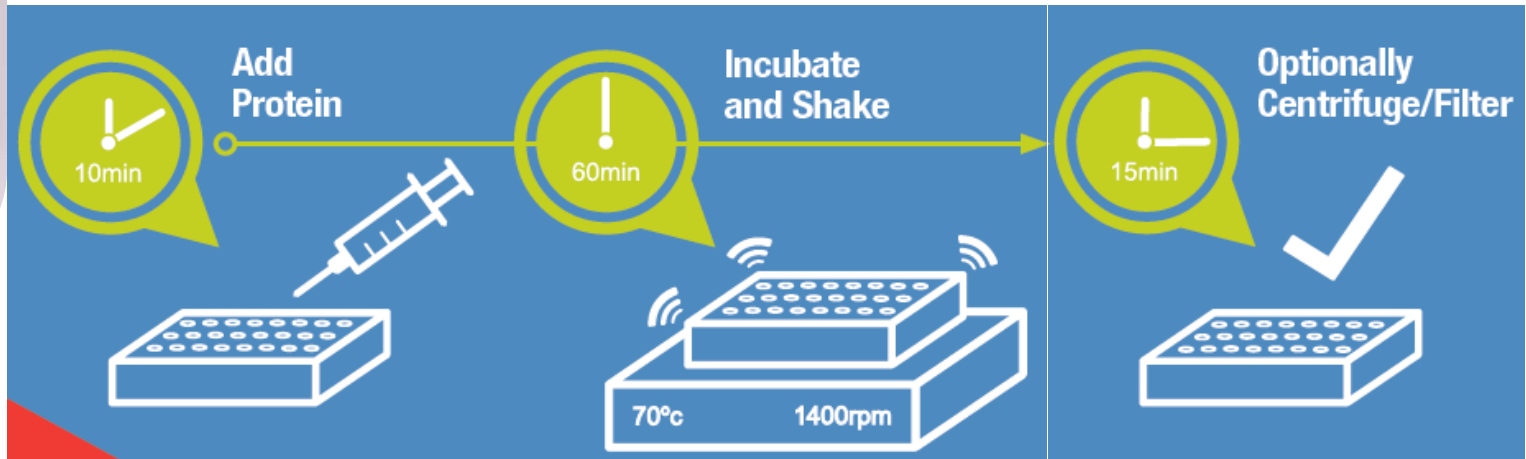 Add
Protein
10min
Incubate
and Shake
60min
70ºc 1400rpm
Optionally
Centrifuge/Filter
15min